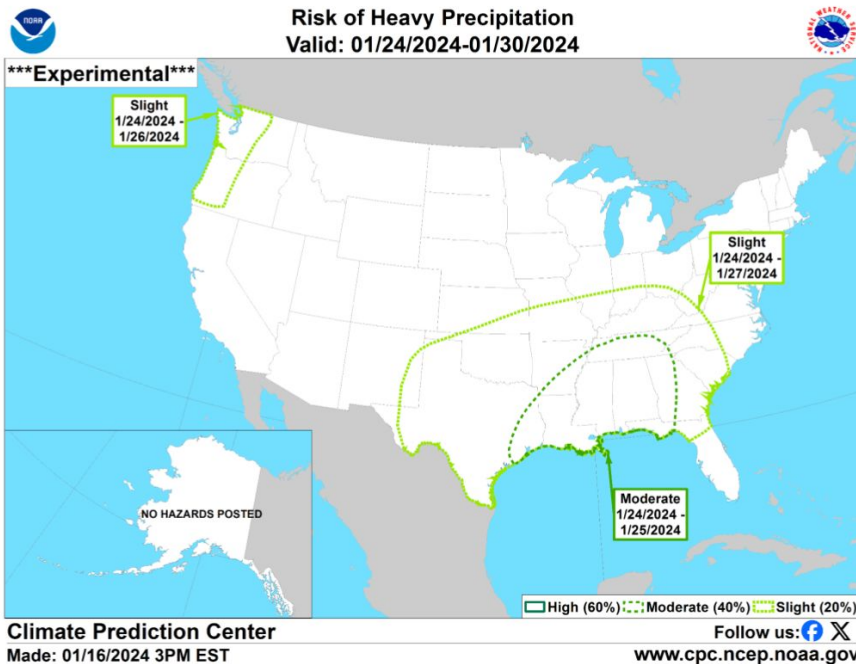 NOAA
Risk of Heavy Precipitation
Valid: 01/24/2024-01/30/2024
***Experimental***
Slight
1/24/2024 -
1/26/2024
Slight
1/24/2024 -
1/27/2024
Moderate
1/24/2024 -
1/25/2024
NO HAZARDS POSTED
High (60%) Moderate (40%) Slight (20%)
Climate Prediction Center
Follow us:
Made: 01/16/2024 3PM EST
www.cpc.ncep.noaa.gov